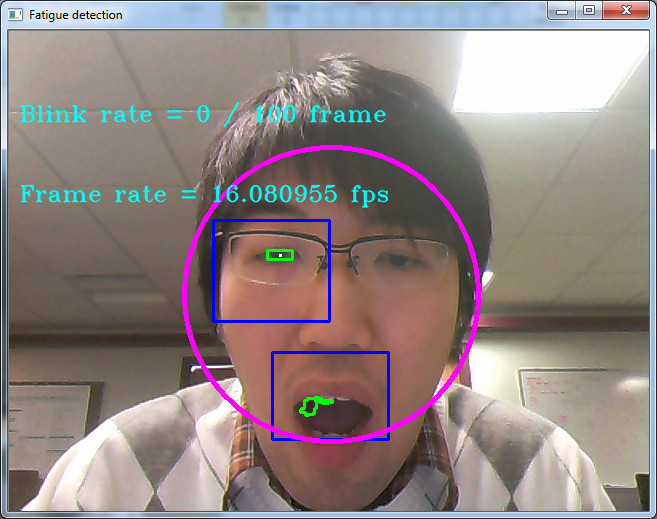 Fatigue detection
Blink rate = 0 / 100 frame
Frame rate = 16.080955 fps